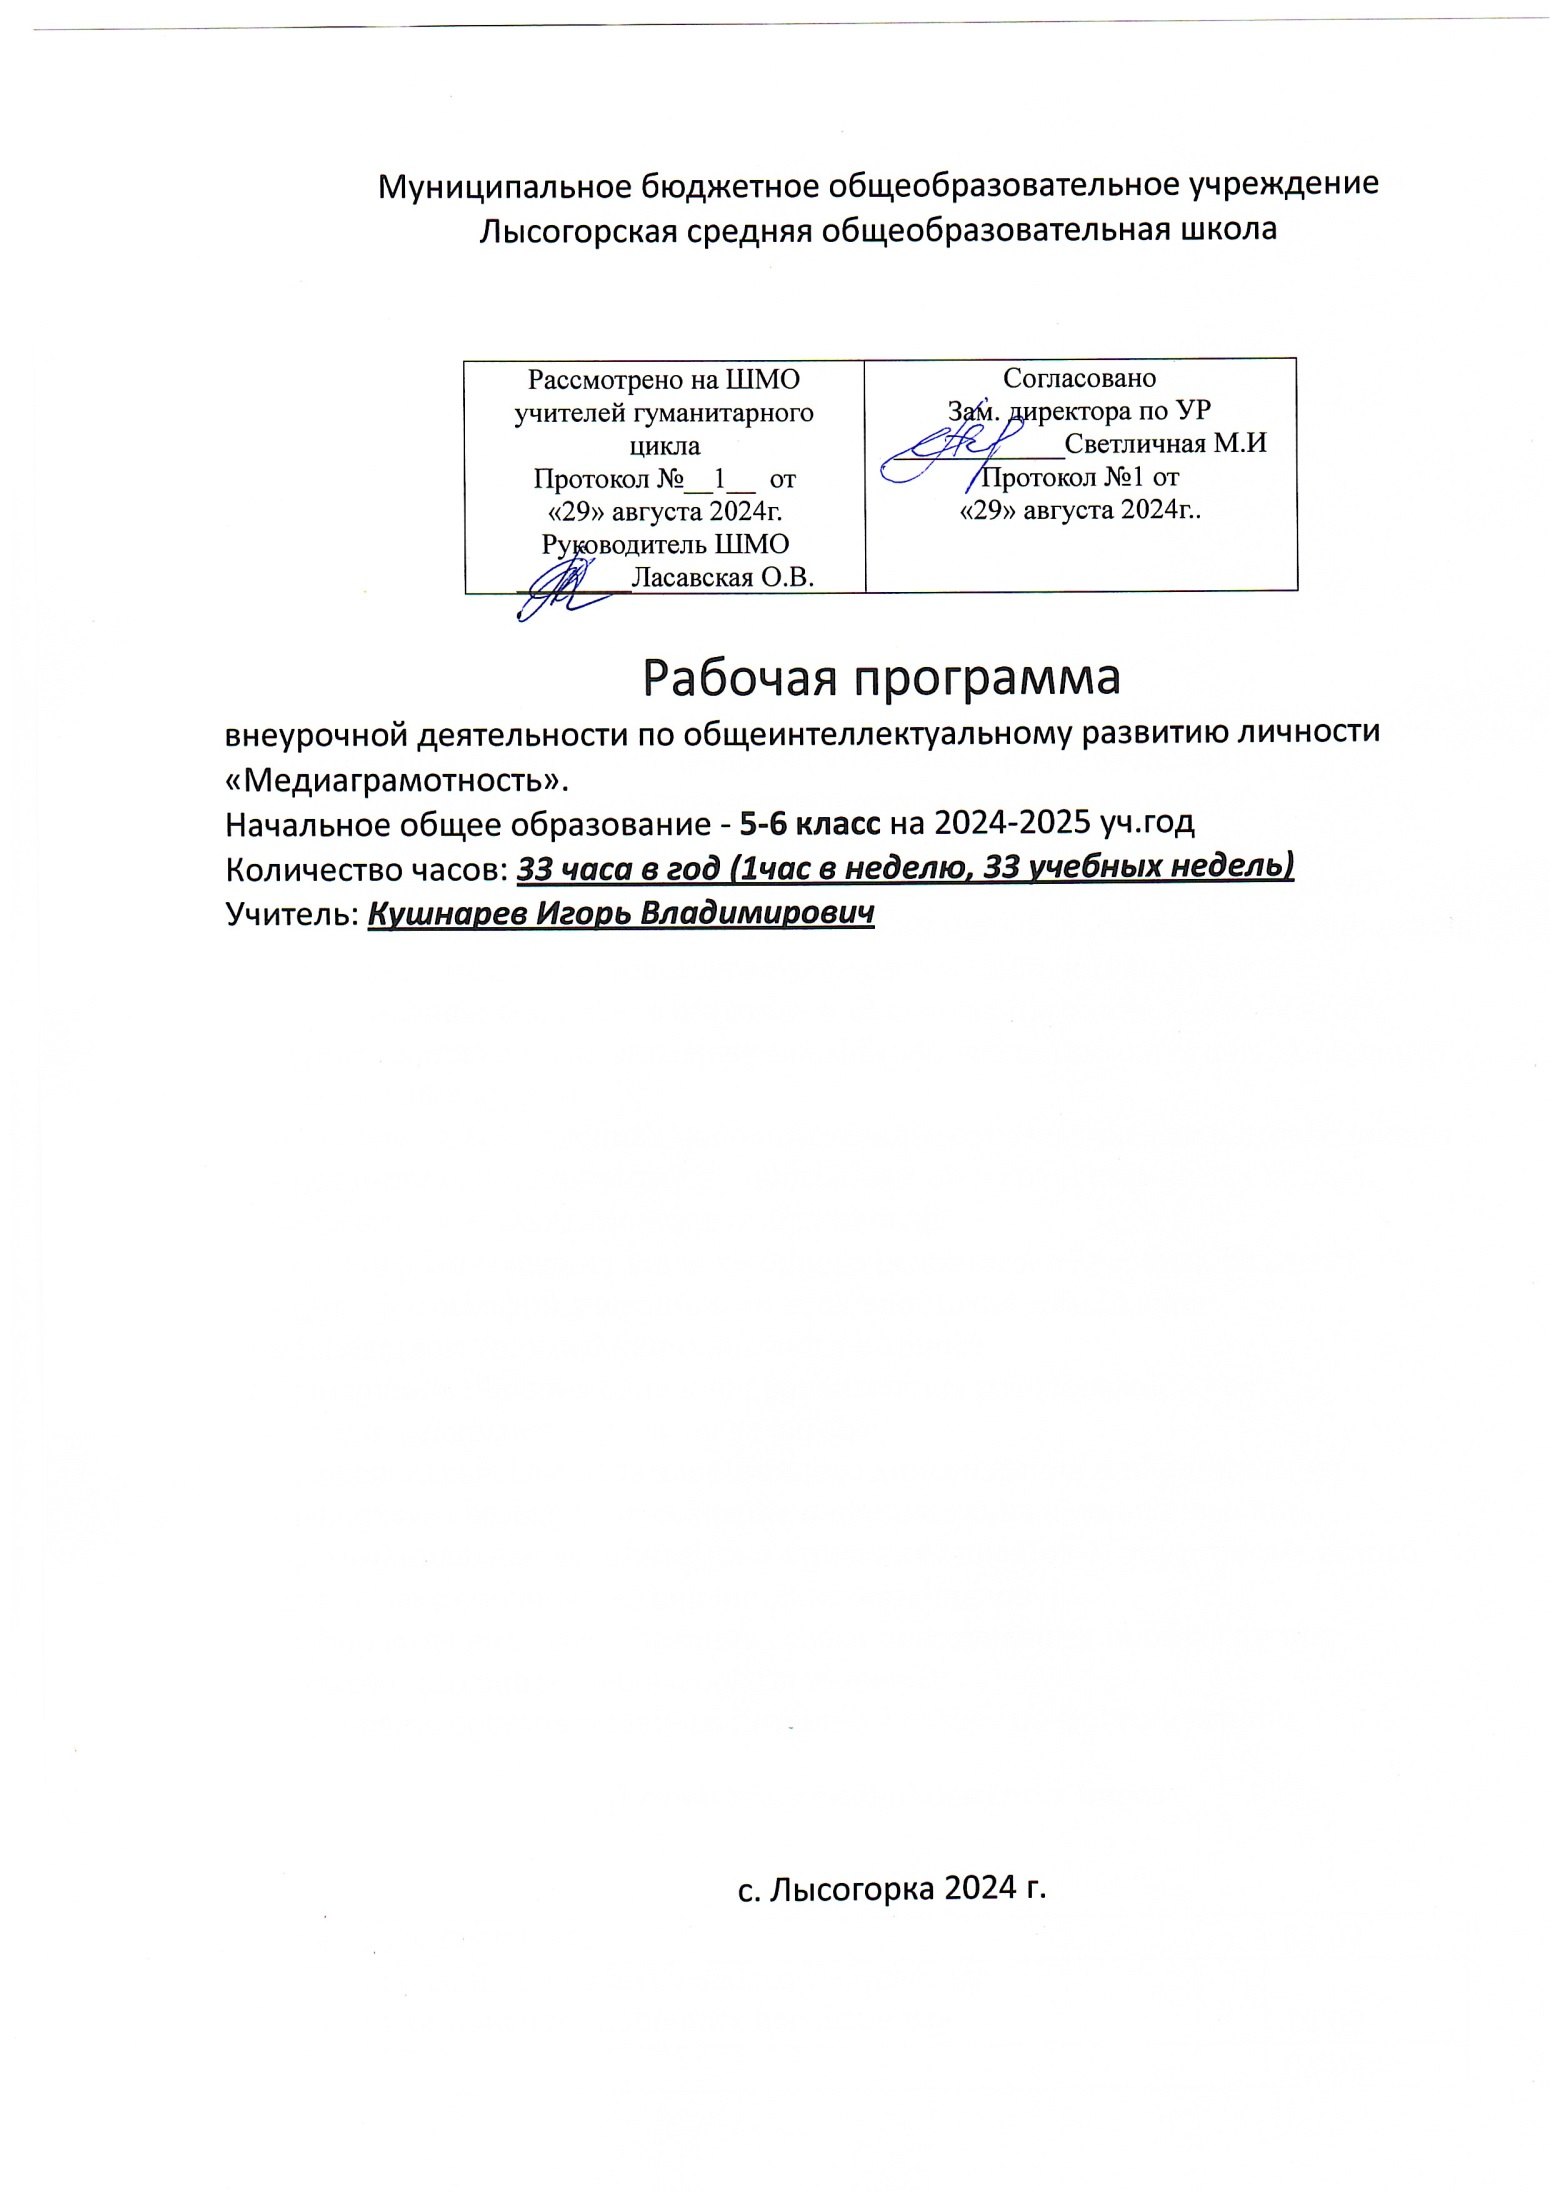 Муниципальное бюджетное общеобразовательное учреждение
Лысогорская средняя общеобразовательная школа
Рассмотрено на ШМО
учителей гуманитарного
цикла
Протокол №__1__ от
«29» августа 2024г.
Руководитель ШМО
________Ласавская О.В.
Согласовано
Зам. директора по УР
____________Светличная М.И
Протокол №1 от
«29» августа 2024г..
Рабочая программа
внеурочной деятельности по общеинтеллектуальному развитию личности
«Медиаграмотность».
Начальное общее образование - 5-6 класс на 2024-2025 уч.год
Количество часов: 33 часа в год (1час в неделю, 33 учебных недель)
Учитель: Кушнарев Игорь Владимирович
с. Лысогорка 2024 г.